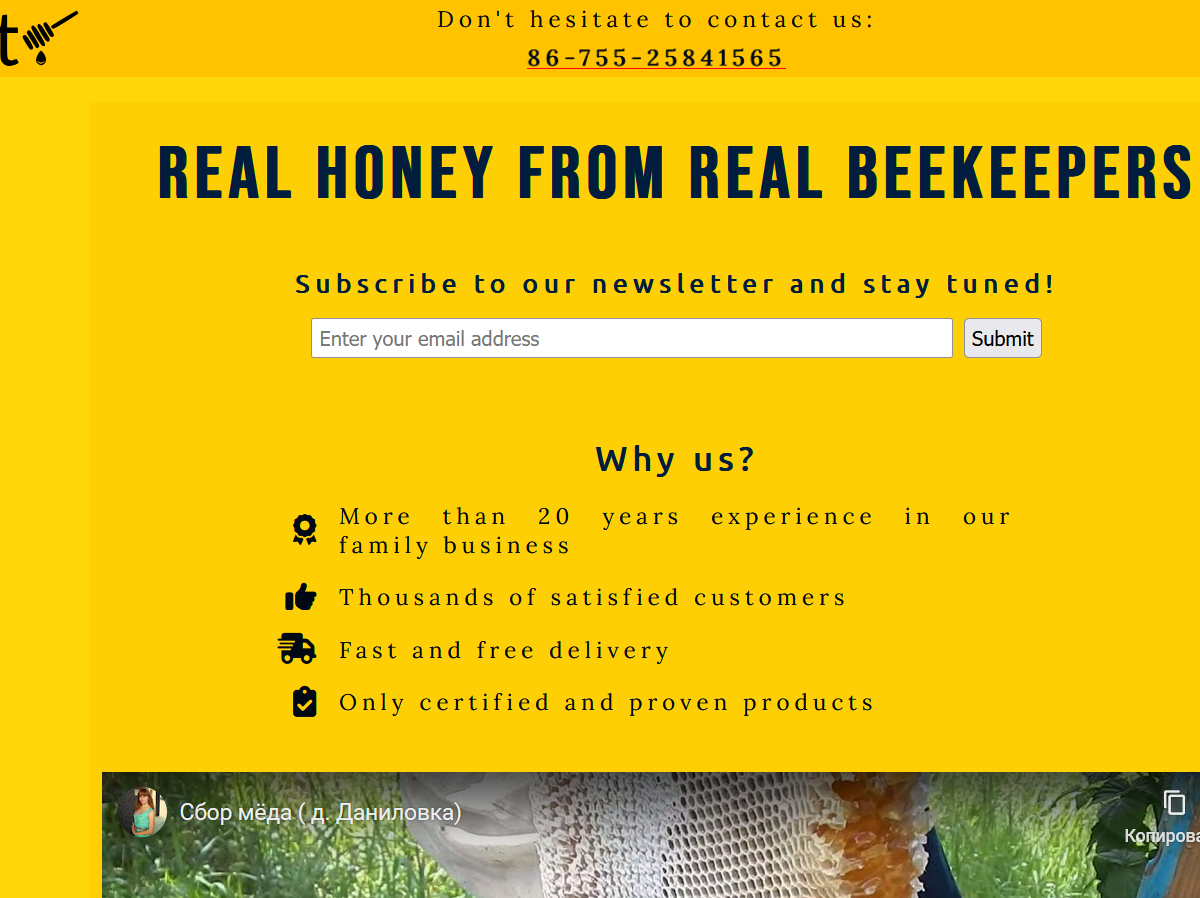 t
Don't hesitate to contact us:
86-755-25841565
REAL HONEY FROM REAL BEEKEEPERS
Subscribe to our newsletter and stay tuned!
Enter your email address
Submit
Why us?
More than 20 years experience in our
family business
Thousands of satisfied customers
Fast and free delivery
Only certified and proven products
Сбор мёда ( д. Даниловка)
Копирова